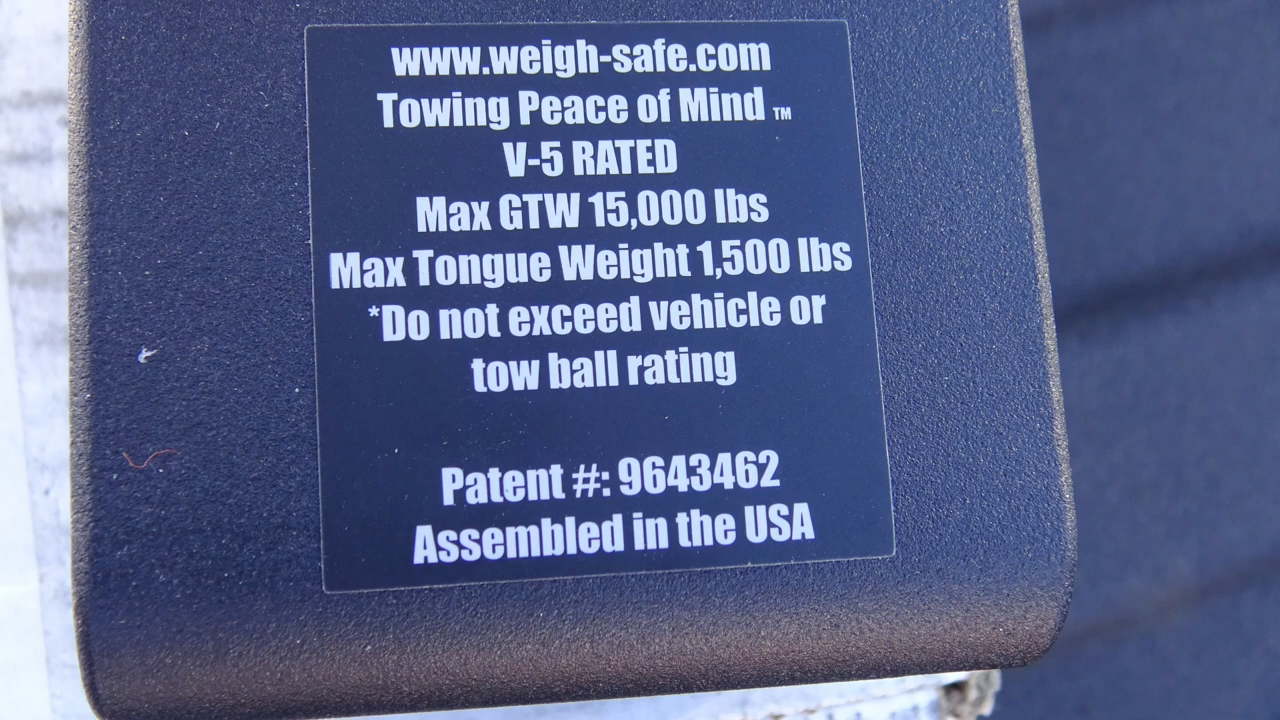 www.weigh-safe.com
Towing Peace of Mind ™
V-5 RATED
Max GTW 15,000 lbs
Max Tongue Weight 1,500 lbs
*Do not exceed vehicle or
tow ball rating
Patent #: 9643462
Assembled in the USA